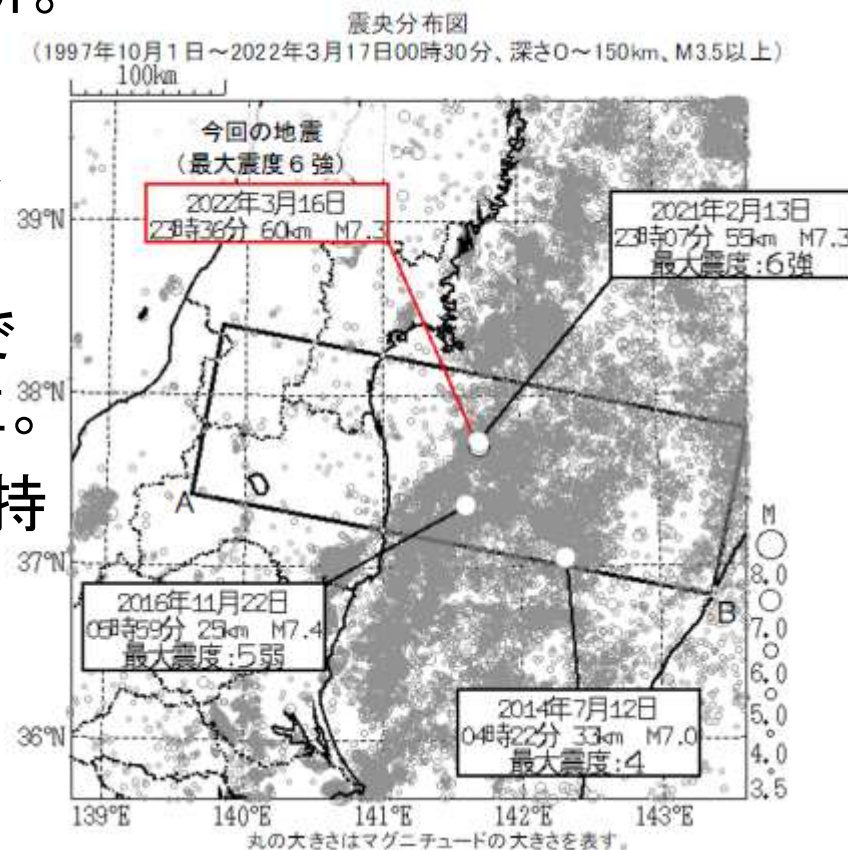 震央分布図
（1997年10月1日～2022年3月17日00時30分、深さ0～150km、M3.5以上）
100km
今回の地震
（最大震度6強）
2022年3月16日
23時36分 60km M7.3
2021年2月13日
23時07分 55km M7.3
最大震度:6強
39°N
38°N
た。
持
A
37°N
M
8.0
B
7.0
2016年11月22日
05時59分 25km M7.4
最大震度:5弱
6.0
5.0
2014年7月12日
04時22分 33km M7.0
最大震度:4
36°N
4.0
3.5
139°E
140°E
141°E
142°E
143°E
丸の大きさはマグニチュードの大きさを表す。